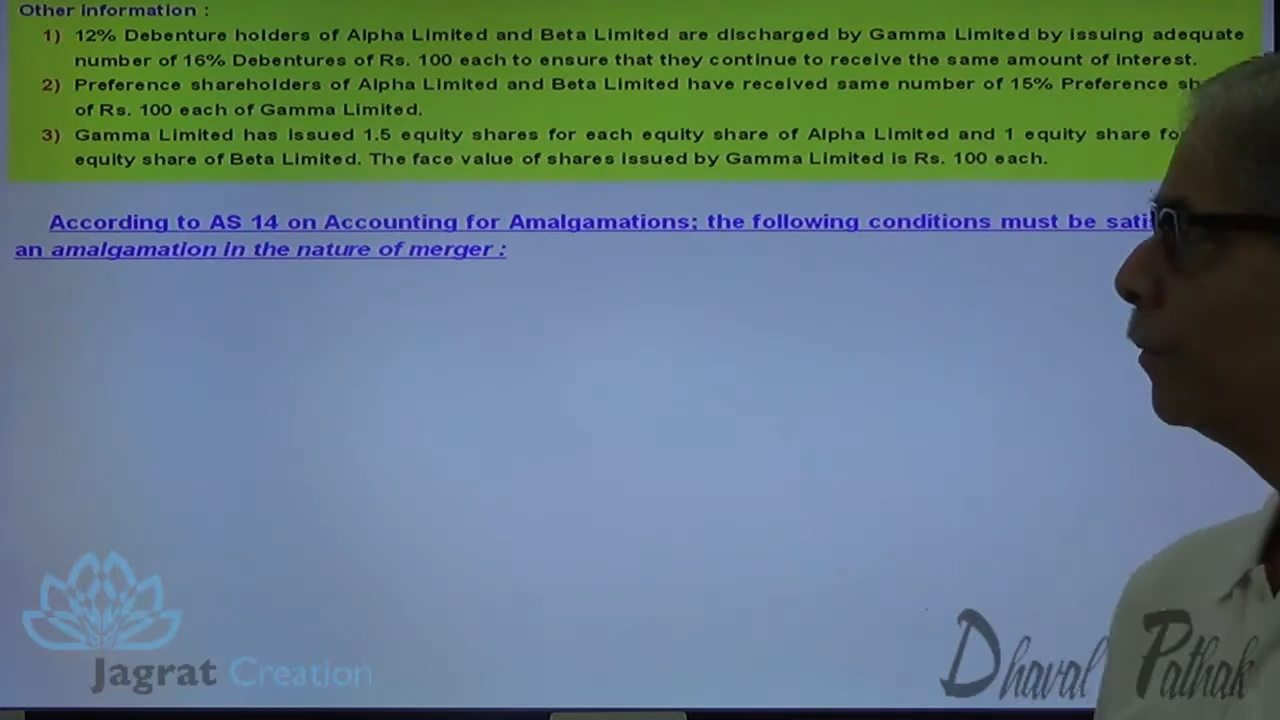 Other Information :
1) 12% Debenture holders of Alpha Limited and Beta Limited are discharged by Gamma Limited by issuing adequate
number of 16% Debentures of Rs. 100 each to ensure that they continue to receive the same amount of interest.
2) Preference shareholders of Alpha Limited and Beta Limited have received same number of 15% Preference
of Rs. 100 each of Gamma Limited.
3) Gamma Limited has issued 1.5 equity shares for each equity share of Alpha Limited and 1 equity share
equity share of Beta Limited. The face value of shares issued by Gamma Limited is Rs. 100 each.
According to AS 14 on Accounting for Amalgamations; the following conditions must be
an amalgamation in the nature of merger :
Jagrat Creation
Dhaval Pathak